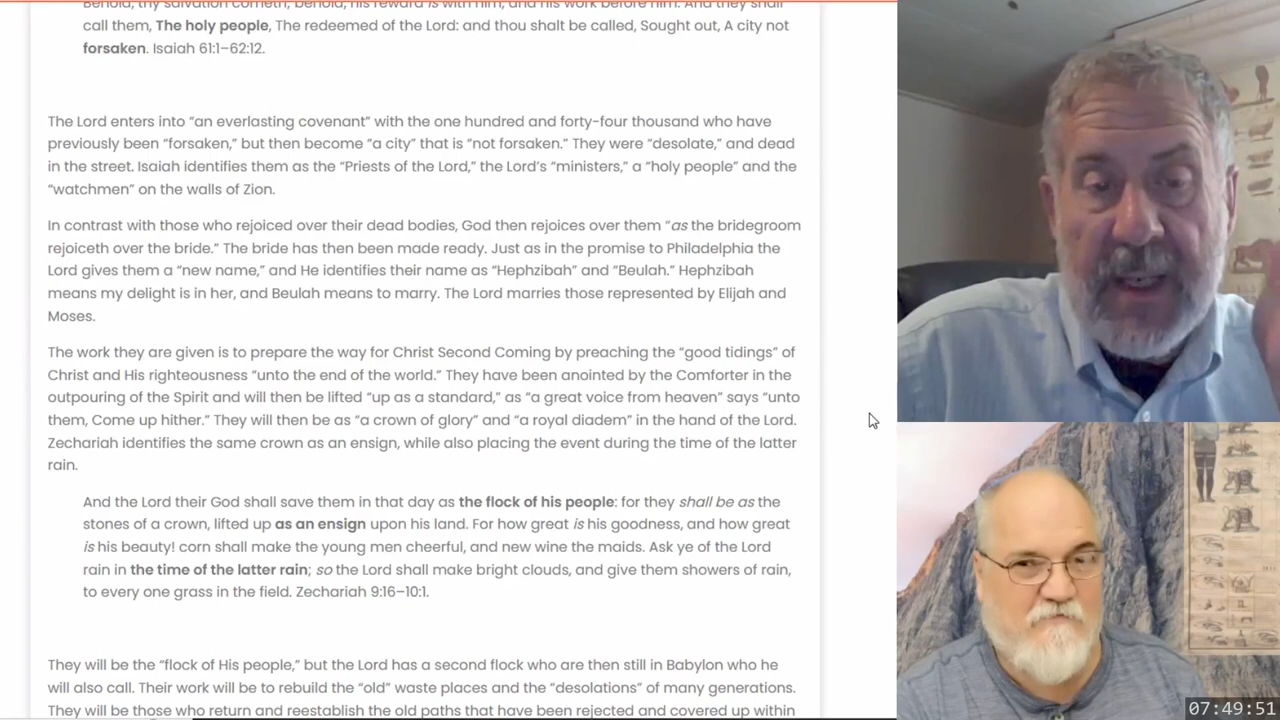 Behold, thy salvation cometh; behold, his reward is with him, and his work before him. And they shall
call them, The holy people, The redeemed of the Lord: and thou shalt be called, Sought out, A city not
forsaken. Isaiah 61:1–62:12.
The Lord enters into “an everlasting covenant” with the one hundred and forty-four thousand who have
previously been “forsaken,” but then become “a city” that is “not forsaken.” They were “desolate,” and dead
in the street. Isaiah identifies them as the “Priests of the Lord,” the Lord’s “ministers,” a “holy people” and the
“watchmen” on the walls of Zion.
In contrast with those who rejoiced over their dead bodies, God then rejoices over them “as the bridegroom
rejoiceth over the bride.” The bride has then been made ready. Just as in the promise to Philadelphia the
Lord gives them a “new name,” and He identifies their name as “Hephzibah” and “Beulah.” Hephzibah
means my delight is in her, and Beulah means to marry. The Lord marries those represented by Elijah and
Moses.
The work they are given is to prepare the way for Christ Second Coming by preaching the “good tidings” of
Christ and His righteousness “unto the end of the world.” They have been anointed by the Comforter in the
outpouring of the Spirit and will then be lifted “up as a standard,” as “a great voice from heaven” says “unto
them, Come up hither.” They will then be as “a crown of glory” and “a royal diadem” in the hand of the Lord.
Zechariah identifies the same crown as an ensign, while also placing the event during the time of the latter
rain.
And the Lord their God shall save them in that day as the flock of his people: for they shall be as the
stones of a crown, lifted up as an ensign upon his land. For how great is his goodness, and how great
is his beauty! corn shall make the young men cheerful, and new wine the maids. Ask ye of the Lord
rain in the time of the latter rain; so the Lord shall make bright clouds, and give them showers of rain,
to every one grass in the field. Zechariah 9:16–10:1.
They will be the “flock of His people,” but the Lord has a second flock who are then still in Babylon who he
will also call. Their work will be to rebuild the “old” waste places and the “desolations” of many generations.
They will be those who return and reestablish the old paths that have been rejected and covered up within
07:49:51